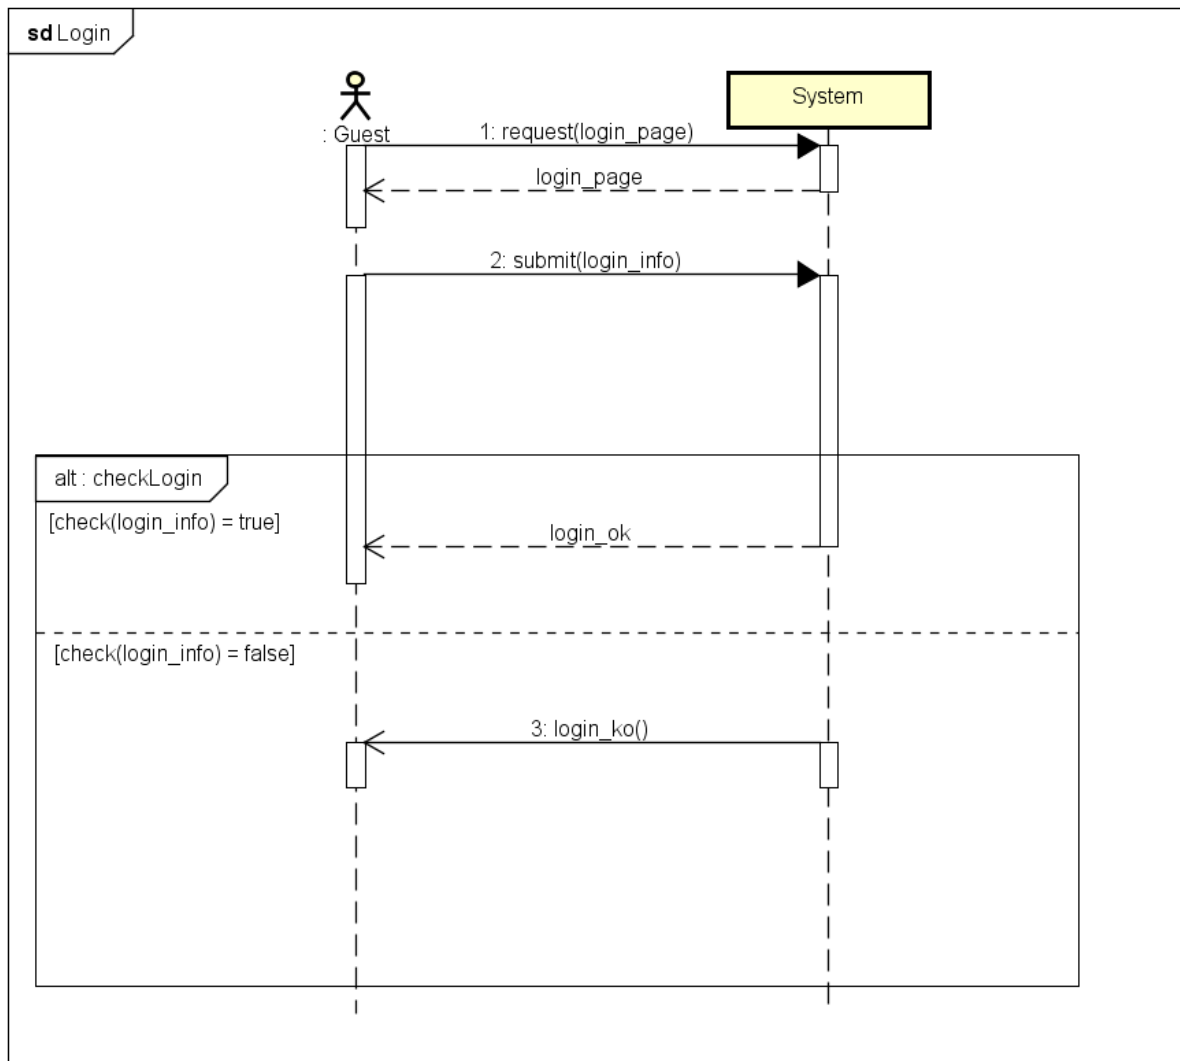 sd Login
System
: Guest
1: request(login_page)
login_page
2: submit(login_info)
alt : checkLogin
[check(login_info) = true]
login_ok
[check(login_info) = false]
3: login_ko()